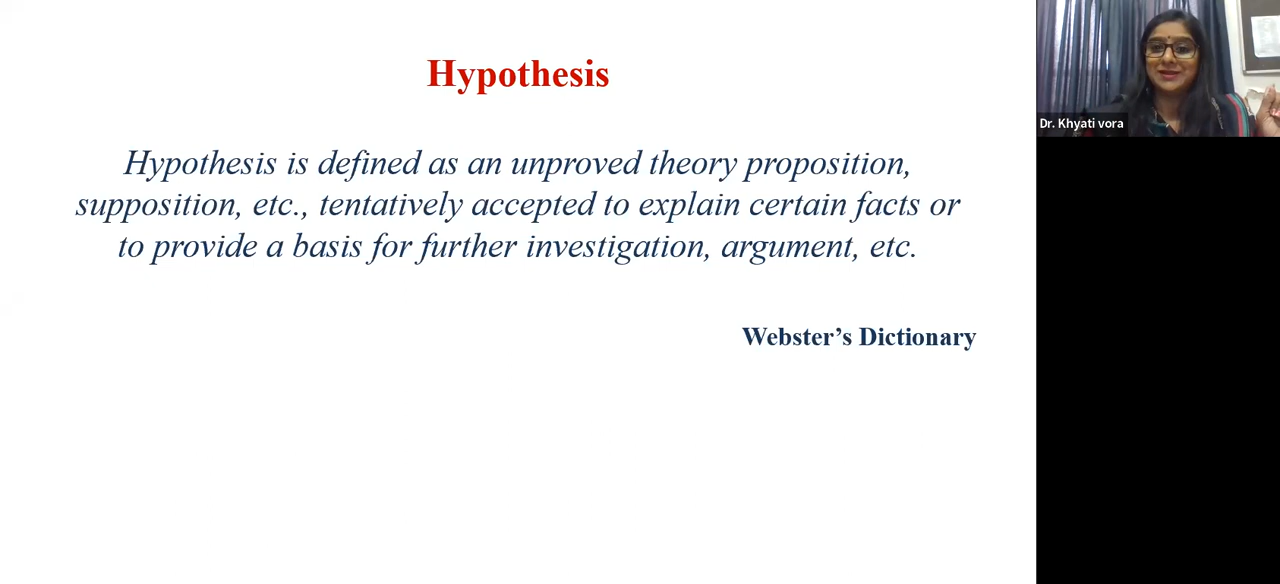 Hypothesis
Hypothesis is defined as an unproved theory proposition,
supposition, etc., tentatively accepted to explain certain facts or
to provide a basis for further investigation, argument, etc.
Webster’s Dictionary
Dr. Khyati vora